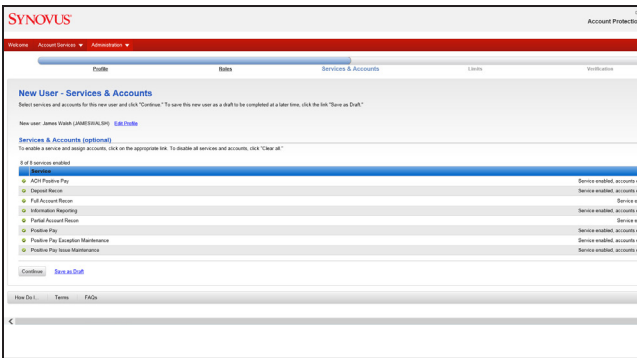 SYNOVUS
Account Protectio
Welcome Account Services Administration
Profile Roles Services & Accounts Limits Verification
New User - Services & Accounts
Select services and accounts for this new user and click "Continue." To save this new user as a draft to be completed at a later time, click the link "Save as Draft."
New user: James Walsh (JAMESWALSH) Edit Profile
Services & Accounts (optional)
To enable a service and assign accounts, click on the appropriate link. To disable all services and accounts, click "Clear all."
8 of 8 services enabled
Service
ACH Positive Pay Service enabled, accounts
Deposit Recon Service enabled, accounts
Full Account Recon Service e
Information Reporting Service enabled, accounts
Partial Account Recon Service e
Positive Pay Service enabled, accounts
Positive Pay Exception Maintenance Service enabled, accounts
Positive Pay Issue Maintenance Service enabled, accounts
Continue Save as Draft
How Do I... Terms FAQs